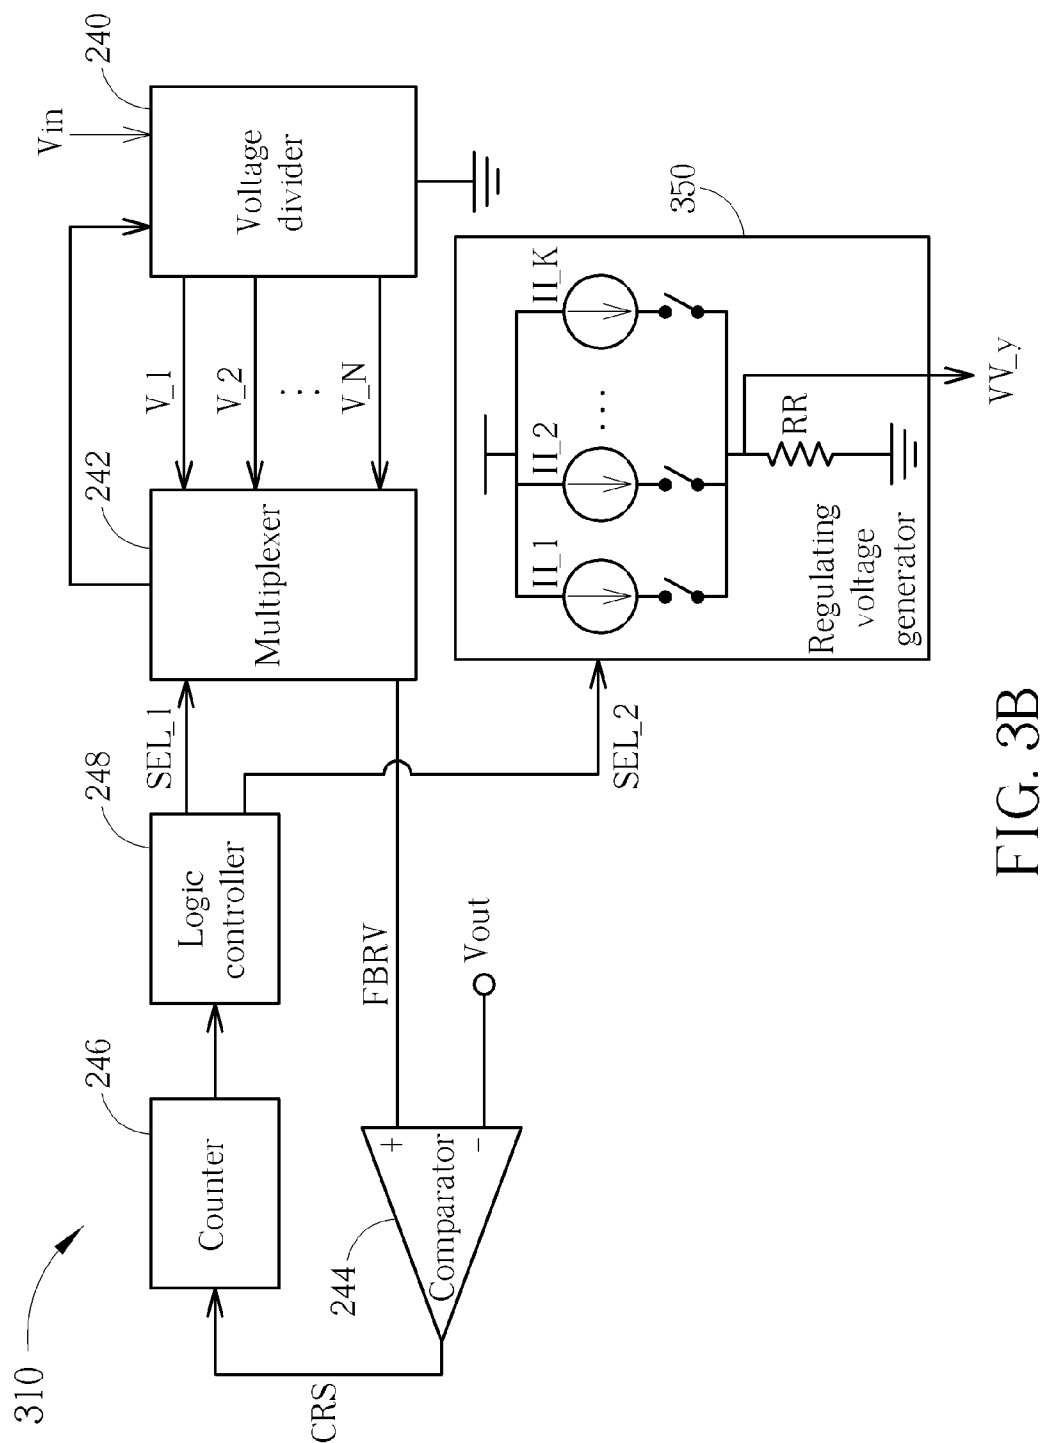 310
Vin
240
Voltage
divider
V_1
V_2
...
V_N
242
Multiplexer
SEL_1
248
Logic
controller
246
Counter
CRS
244
Comparator
+
-
FBRV
Vout
SEL_2
350
II_1
II_2
...
II_K
RR
Regulating
voltage
generator
VV_y
FIG. 3B